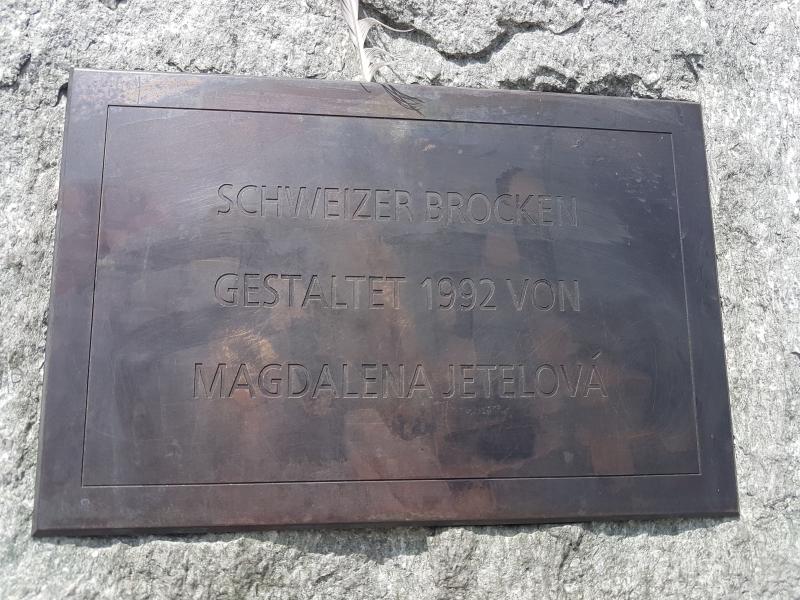 SCHWEIZER BROCKEN
GESTALTET 1992 VON
MAGDALENA JETELOVÁ